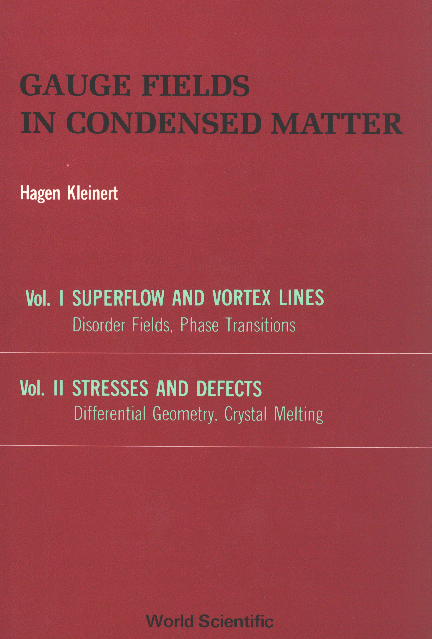 GAUGE FIELDS
IN CONDENSED MATTER
Hagen Kleinert
Vol. I SUPERFLOW AND VORTEX LINES
Disorder Fields, Phase Transitions
Vol. II STRESSES AND DEFECTS
Differential Geometry, Crystal Melting
World Scientific